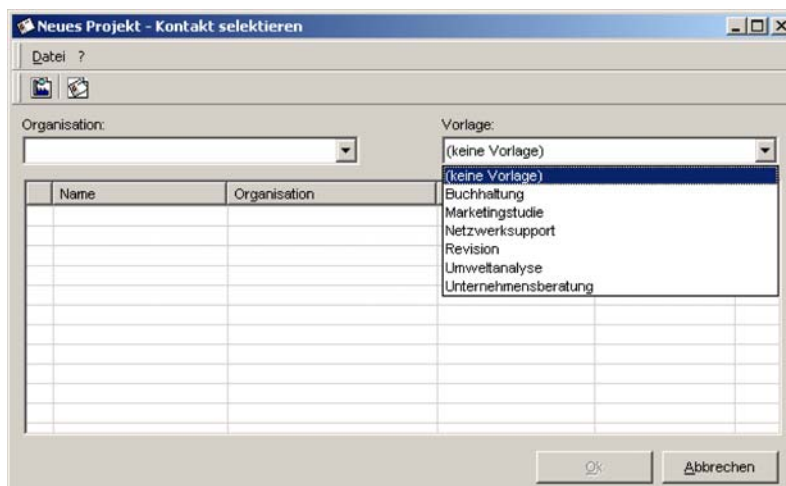 Neues Projekt - Kontakt selektieren
Datei ?
Organisation: Vorlage:
(keine Vorlage)
(keine Vorlage)
Name Organisation
Buchhaltung
Marketingstudie
Netzwerksupport
Revision
Umweltanalyse
Unternehmensberatung
Ok Abbrechen